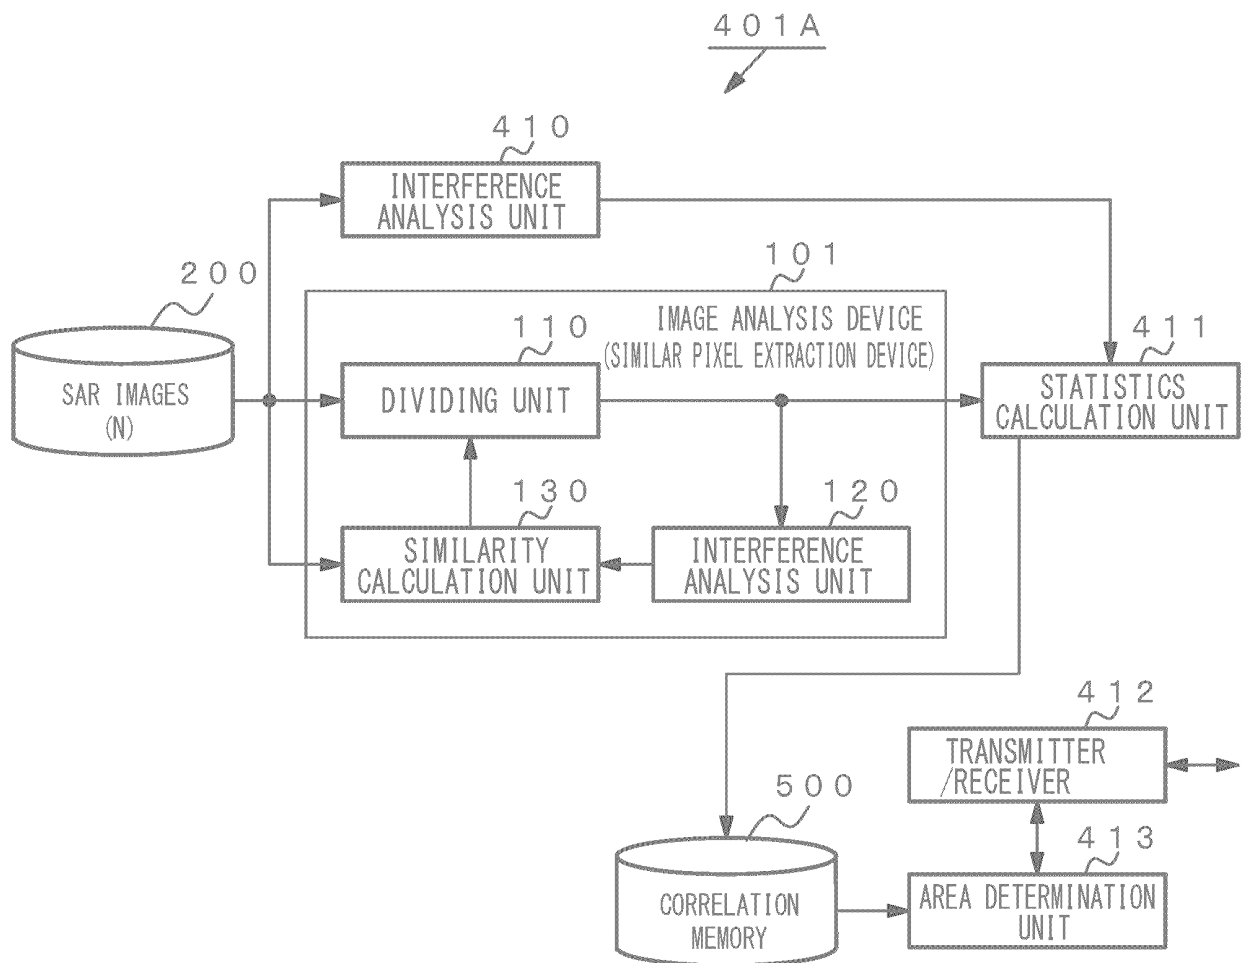 401A
410
INTERFERENCE
ANALYSIS UNIT
200
101
110
IMAGE ANALYSIS DEVICE
(SIMILAR PIXEL EXTRACTION DEVICE)
411
SAR IMAGES
(N)
DIVIDING UNIT
STATISTICS
CALCULATION UNIT
130
120
SIMILARITY
CALCULATION UNIT
INTERFERENCE
ANALYSIS UNIT
412
TRANSMITTER
/RECEIVER
500
413
CORRELATION
MEMORY
AREA DETERMINATION
UNIT